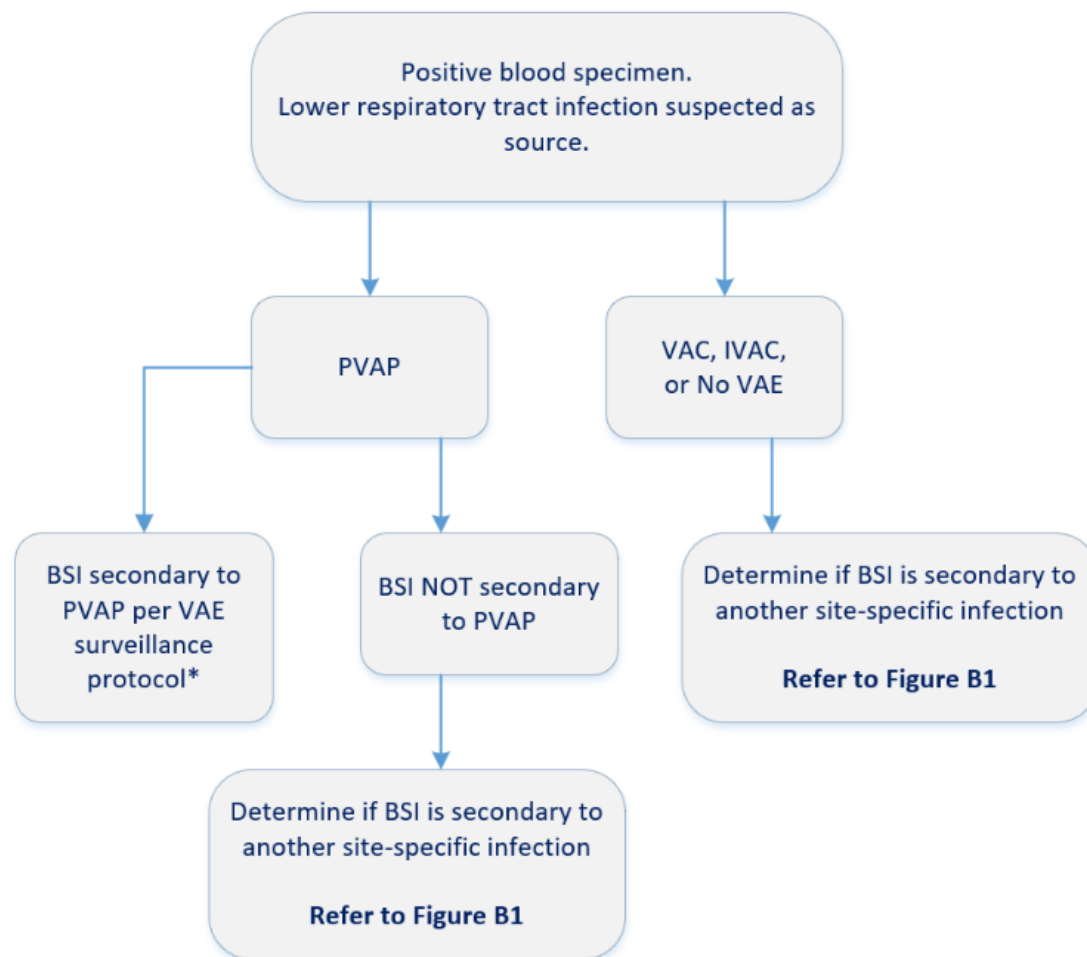 Positive blood specimen.
Lower respiratory tract infection suspected as
source.
PVAP
VAC, IVAC,
or No VAE
BSI secondary to
PVAP per VAE
surveillance
protocol*
BSI NOT secondary
to PVAP
Determine if BSI is secondary to
another site-specific infection
Refer to Figure B1
Determine if BSI is secondary to
another site-specific infection
Refer to Figure B1